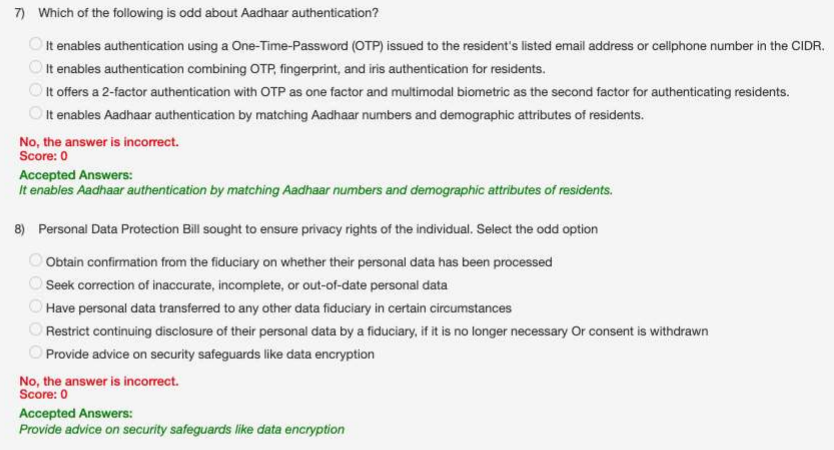 7) Which of the following is odd about Aadhaar authentication?
It enables authentication using a One-Time-Password (OTP) issued to the resident's listed email address or cellphone number in the CIDR.
It enables authentication combining OTP, fingerprint, and iris authentication for residents.
It offers a 2-factor authentication with OTP as one factor and multimodal biometric as the second factor for authenticating residents.
It enables Aadhaar authentication by matching Aadhaar numbers and demographic attributes of residents.
No, the answer is incorrect.
Score: 0
Accepted Answers:
It enables Aadhaar authentication by matching Aadhaar numbers and demographic attributes of residents.
8) Personal Data Protection Bill sought to ensure privacy rights of the individual. Select the odd option
Obtain confirmation from the fiduciary on whether their personal data has been processed
Seek correction of inaccurate, incomplete, or out-of-date personal data
Have personal data transferred to any other data fiduciary in certain circumstances
Restrict continuing disclosure of their personal data by a fiduciary, if it is no longer necessary Or consent is withdrawn
Provide advice on security safeguards like data encryption
No, the answer is incorrect.
Score: 0
Accepted Answers:
Provide advice on security safeguards like data encryption